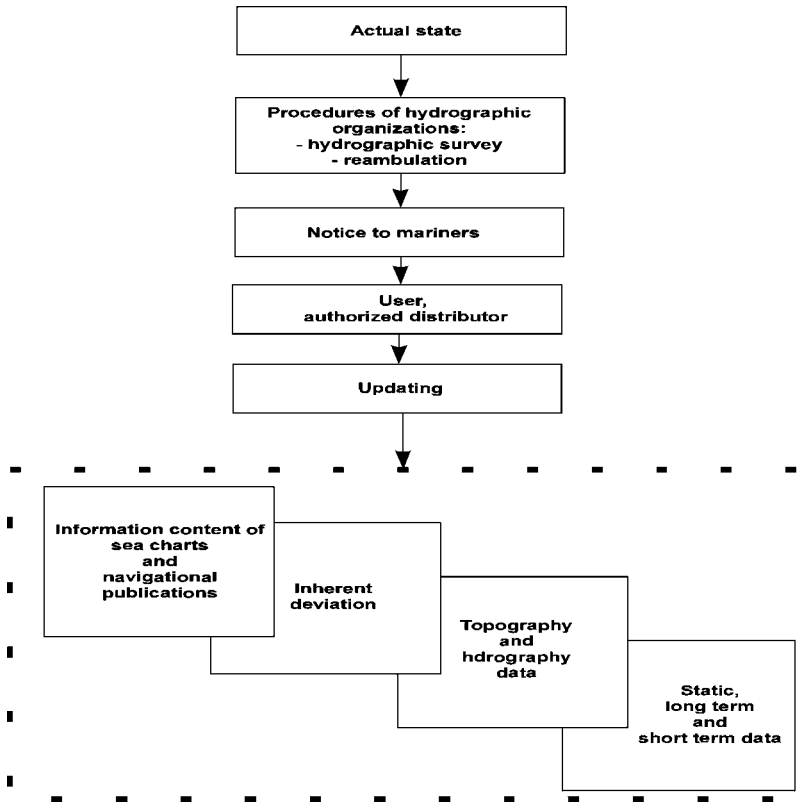 Actual state
Procedures of hydrographic
organizations:
- hydrographic survey
- reambulation
Notice to mariners
User,
authorized distributor
Updating
Information content of
sea charts
and
navigational
publications
Inherent
deviation
Topography
and
hdrography
data
Static,
long term
and
short term data